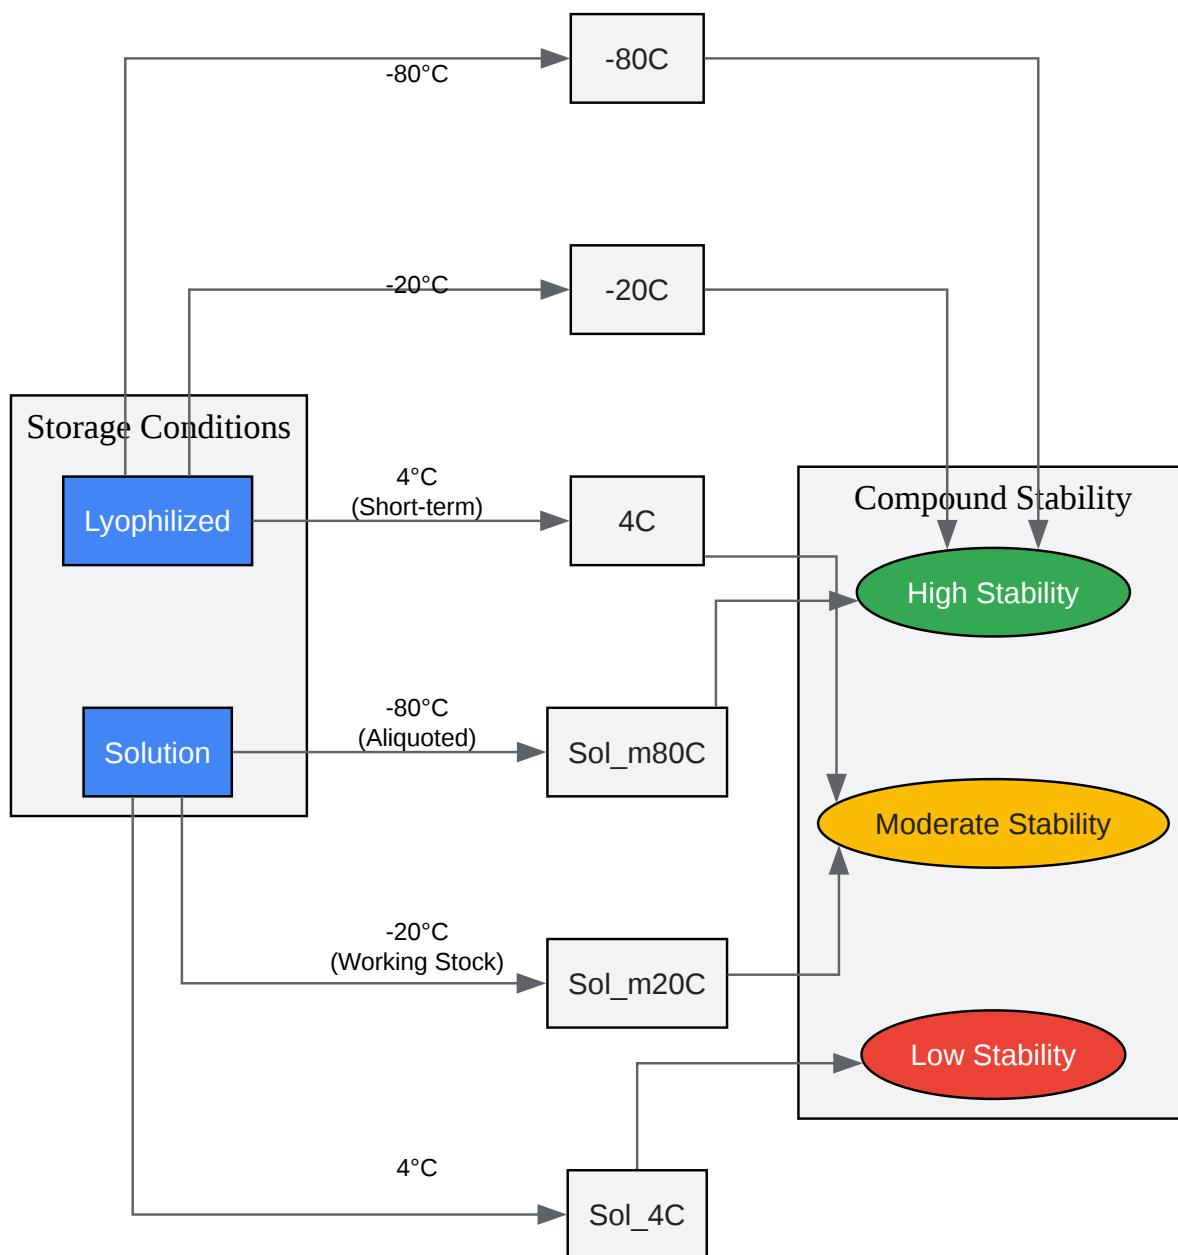 -80°C
-80C
-20°C
-20C
Storage Conditions
Lyophilized
4°C
(Short-term)
4C
Compound Stability
High Stability
Solution
-80°C
(Aliquoted)
Sol_m80C
Moderate Stability
-20°C
(Working Stock)
Sol_m20C
Low Stability
4°C
Sol_4C